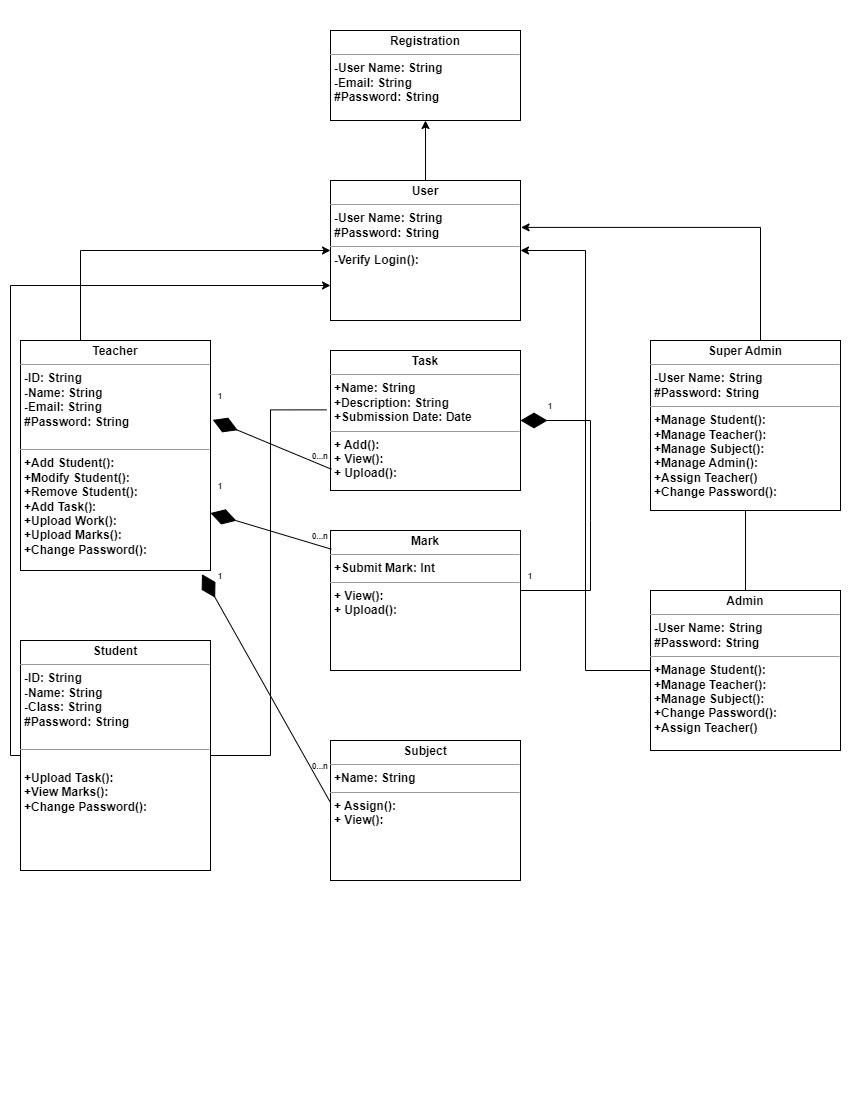 Registration
-User Name: String
-Email: String
#Password: String
User
-User Name: String
#Password: String
-Verify Login():
Teacher
-ID: String
-Name: String
-Email: String
#Password: String
+Add Student():
+Modify Student():
+Remove Student():
+Add Task():
+Upload Work():
+Upload Marks():
+Change Password():
1
0...n
1
0...n
1
0...n
Task
+Name: String
+Description: String
+Submission Date: Date
+ Add():
+ View():
+ Upload():
1
Mark
+Submit Mark: Int
+ View():
+ Upload():
1
Super Admin
-User Name: String
#Password: String
+Manage Student():
+Manage Teacher():
+Manage Subject():
+Manage Admin():
+Assign Teacher()
+Change Password():
Admin
-User Name: String
#Password: String
+Manage Student():
+Manage Teacher():
+Manage Subject():
+Change Password():
+Assign Teacher()
Student
-ID: String
-Name: String
-Class: String
#Password: String
+Upload Task():
+View Marks():
+Change Password():
Subject
+Name: String
+ Assign():
+ View():